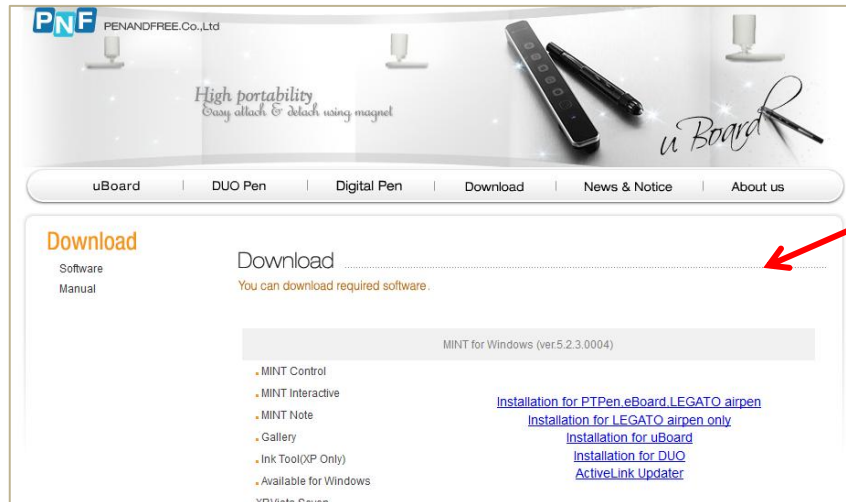 PNF PENANDFREE.Co.,Ltd
High portability
Easy attach & detach using magnet
u Board
uBoard
DUO Pen
Digital Pen
Download
News & Notice
About us
Download
Software
Manual
Download
You can download required software.
MINT for Windows (ver.5.2.3.0004)
MINT Control
MINT Interactive
MINT Note
Gallery
Ink Tool(XP Only)
Available for Windows
Installation for PTPen,eBoard,LEGATO airpen
Installation for LEGATO airpen only
Installation for uBoard
Installation for DUO
ActiveLink Updater